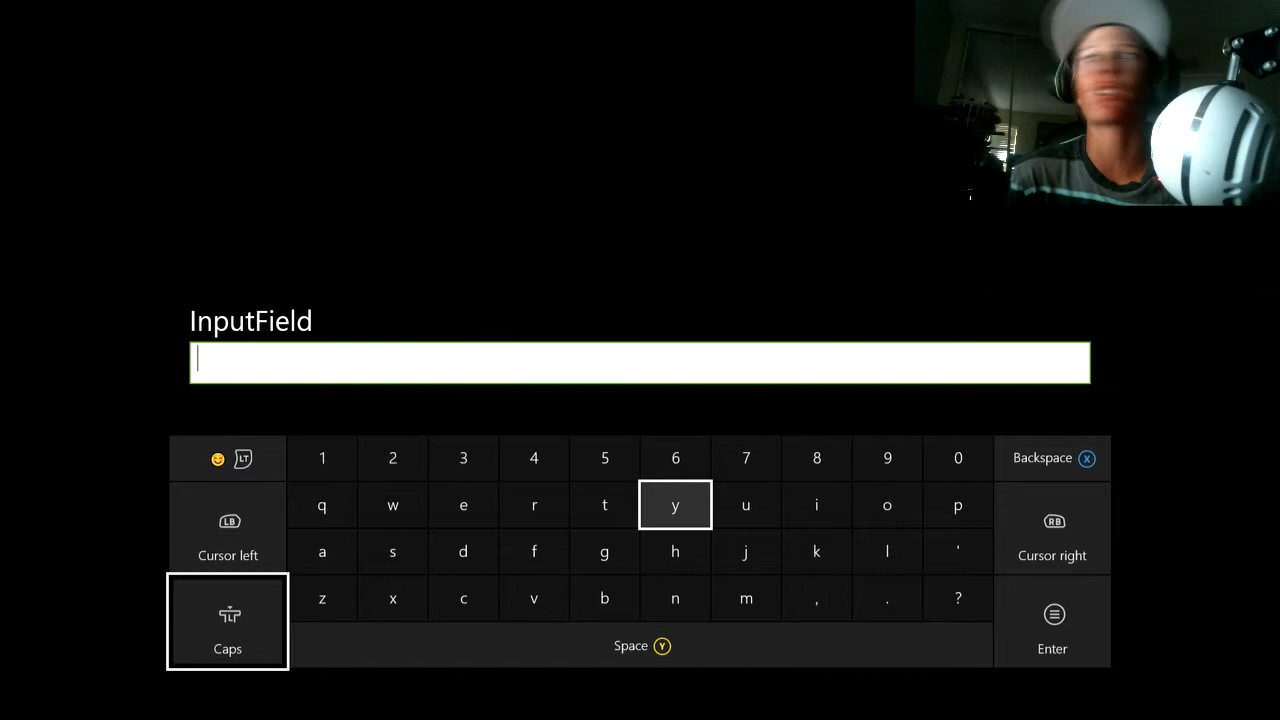 InputField
LT 1 2 3 4 5 6 7 8 9 0 Backspace X
q w e r t y u i o p
LB RB
Cursor left a s d f g h j k l ' Cursor right
z x c v b n m , . ?
LT
Caps Space Y Enter